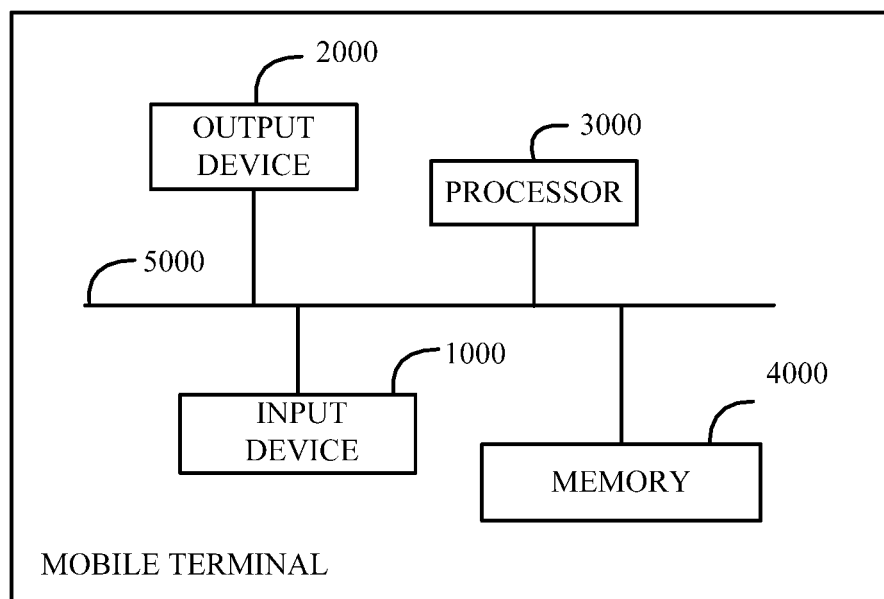 2000
OUTPUT
DEVICE
3000
PROCESSOR
5000
1000
INPUT
DEVICE
4000
MEMORY
MOBILE TERMINAL